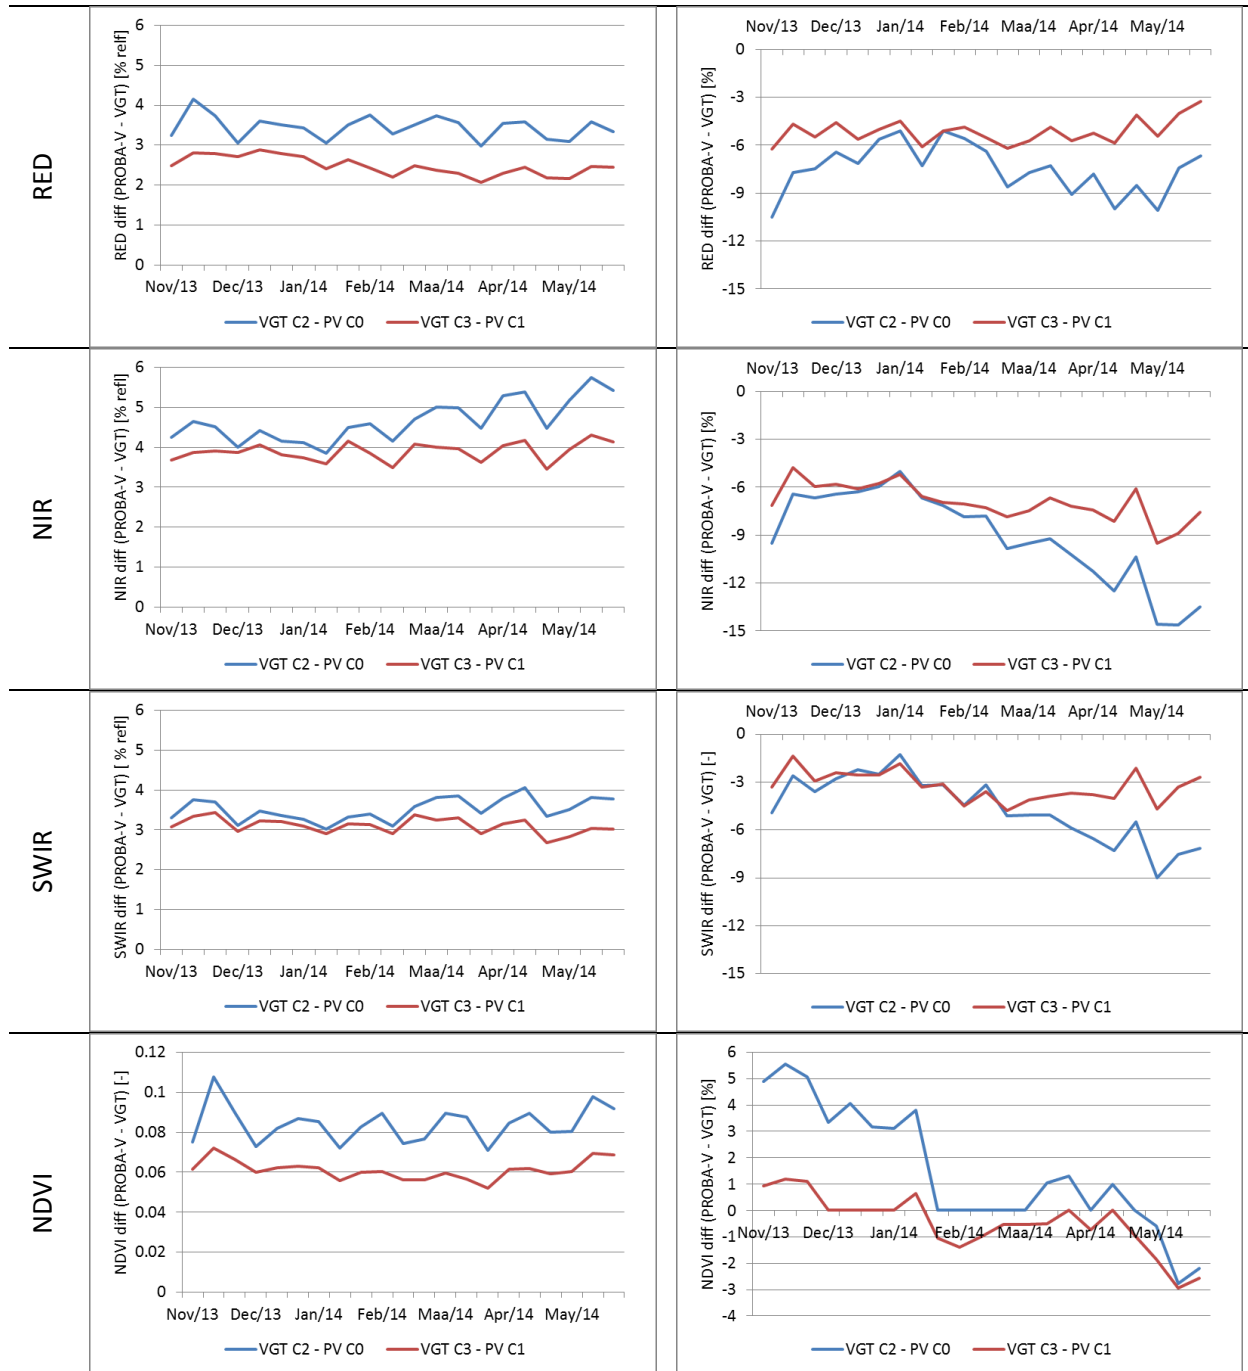 RED
RED diff (PROBA-V - VGT) [% relf]
6
5
4
3
2
1
0
Nov/13 Dec/13 Jan/14 Feb/14 Maa/14 Apr/14 May/14
VGT C2 - PV C0 VGT C3 - PV C1
Nov/13 Dec/13 Jan/14 Feb/14 Maa/14 Apr/14 May/14
RED diff (PROBA-V - VGT) [%]
0
-3
-6
-9
-12
-15
VGT C2 - PV C0 VGT C3 - PV C1
NIR
NIR diff (PROBA-V - VGT) [% refl]
6
5
4
3
2
1
0
Nov/13 Dec/13 Jan/14 Feb/14 Maa/14 Apr/14 May/14
VGT C2 - PV C0 VGT C3 - PV C1
Nov/13 Dec/13 Jan/14 Feb/14 Maa/14 Apr/14 May/14
NIR diff (PROBA-V - VGT) [%]
0
-3
-6
-9
-12
-15
VGT C2 - PV C0 VGT C3 - PV C1
SWIR
SWIR diff (PROBA-V - VGT) [ % refl]
6
5
4
3
2
1
0
Nov/13 Dec/13 Jan/14 Feb/14 Maa/14 Apr/14 May/14
VGT C2 - PV C0 VGT C3 - PV C1
Nov/13 Dec/13 Jan/14 Feb/14 Maa/14 Apr/14 May/14
SWIR diff (PROBA-V - VGT) [-]
0
-3
-6
-9
-12
-15
VGT C2 - PV C0 VGT C3 - PV C1
NDVI
NDVI diff (PROBA-V - VGT) [-]
0.12
0.1
0.08
0.06
0.04
0.02
0
Nov/13 Dec/13 Jan/14 Feb/14 Maa/14 Apr/14 May/14
VGT C2 - PV C0 VGT C3 - PV C1
NDVI diff (PROBA-V - VGT) [%]
6
5
4
3
2
1
0
-1
-2
-3
-4
Nov/13 Dec/13 Jan/14 Feb/14 Maa/14 Apr/14 May/14
VGT C2 - PV C0 VGT C3 - PV C1